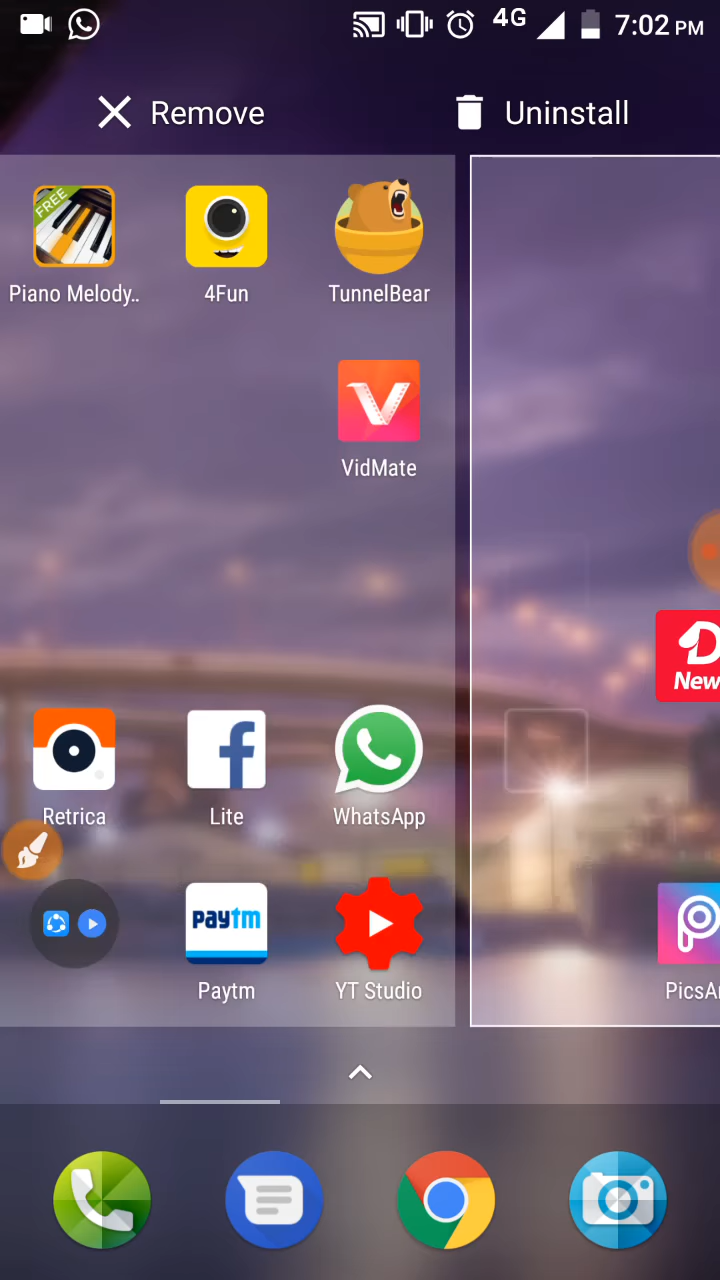 4G 7:02 PM
Remove Uninstall
FREE
Piano Melody.. 4Fun TunnelBear
VidMate
D
New
Retrica Lite WhatsApp
paytm
Paytm YT Studio PicsA